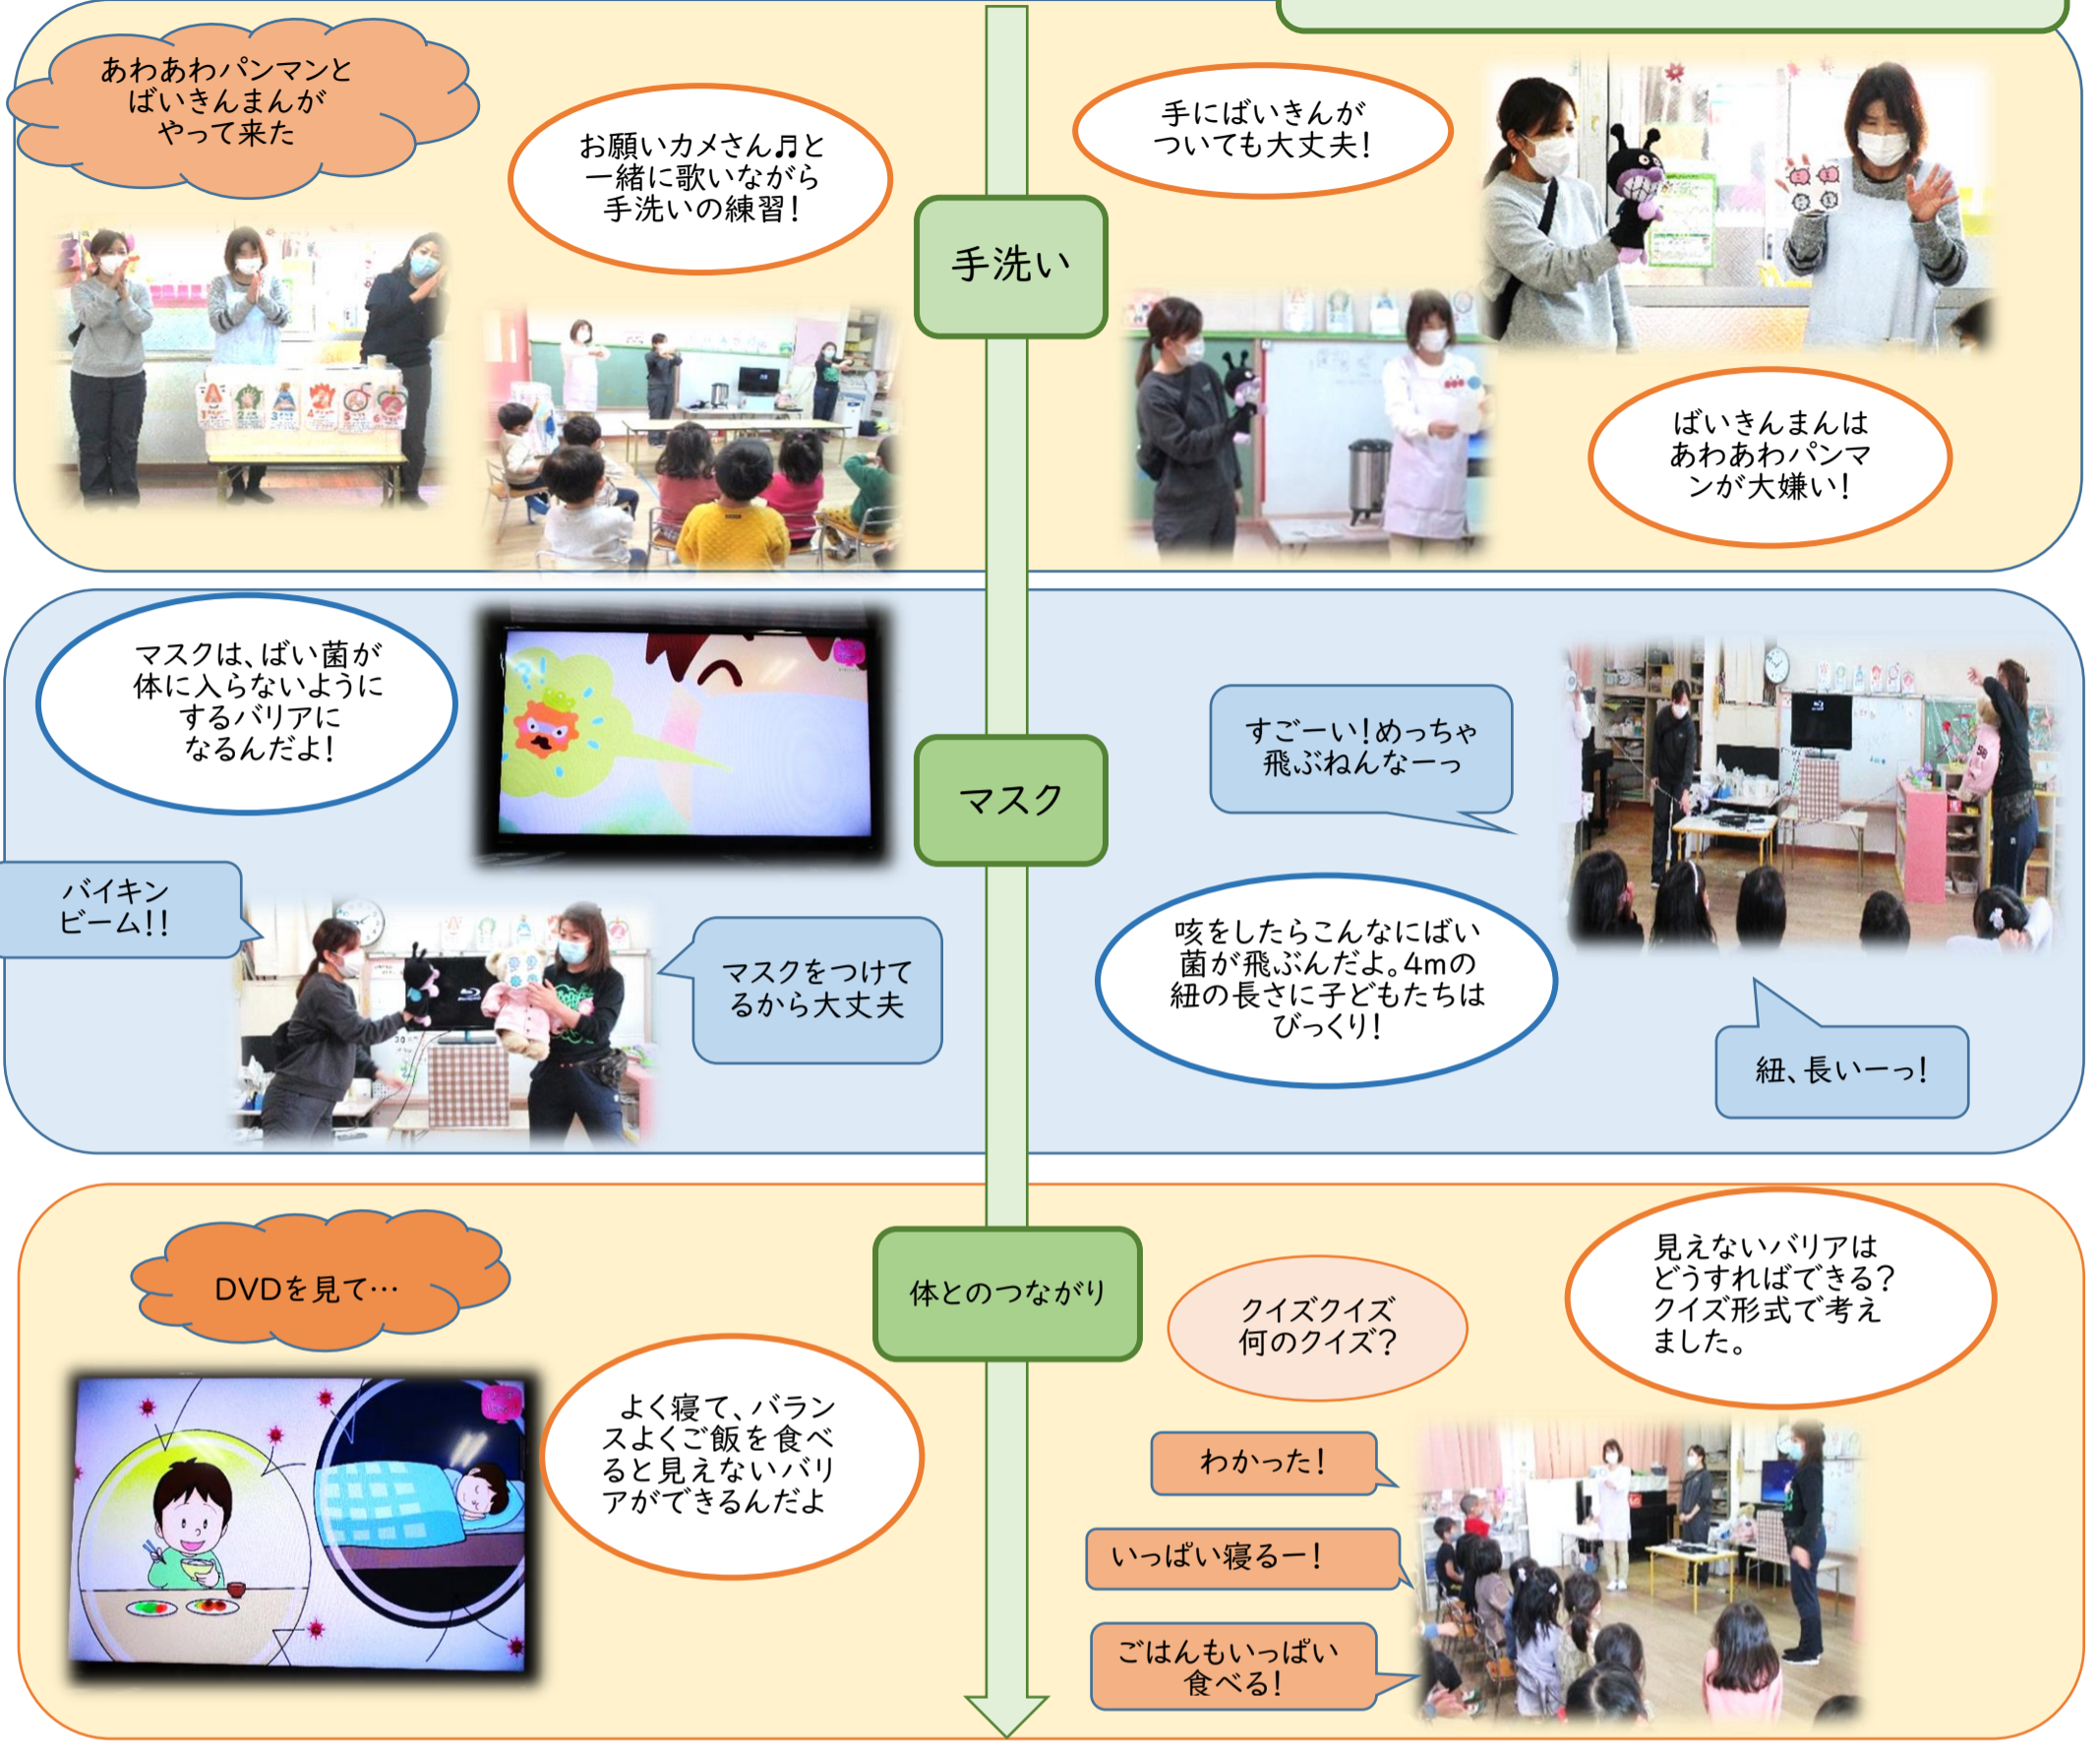 あわあわパンマンと
ばいきんまんが
やって来た
お願いカメさん♬と
一緒に歌いながら
手洗いの練習！
手洗い
手にばいきんが
ついても大丈夫！
ばいきんまんは
あわあわパンマ
ンが大嫌い！
マスクは、ばい菌が
体に入らないように
するバリアに
なるんだよ！
バイキン
ビーム！！
マスクをつけて
るから大丈夫
マスク
すごーい！めっちゃ
飛ぶねんなーっ
咳をしたらこんなにばい
菌が飛ぶんだよ。4mの
紐の長さに子どもたちは
びっくり！
紐、長いーっ！
DVDを見て…
よく寝て、バラン
スよくご飯を食べ
ると見えないバリ
アができるんだよ
体とのつながり
クイズクイズ
何のクイズ？
見えないバリアは
どうすればできる？
クイズ形式で考え
ました。
わかった！
いっぱい寝るー！
ごはんもいっぱい
食べる！